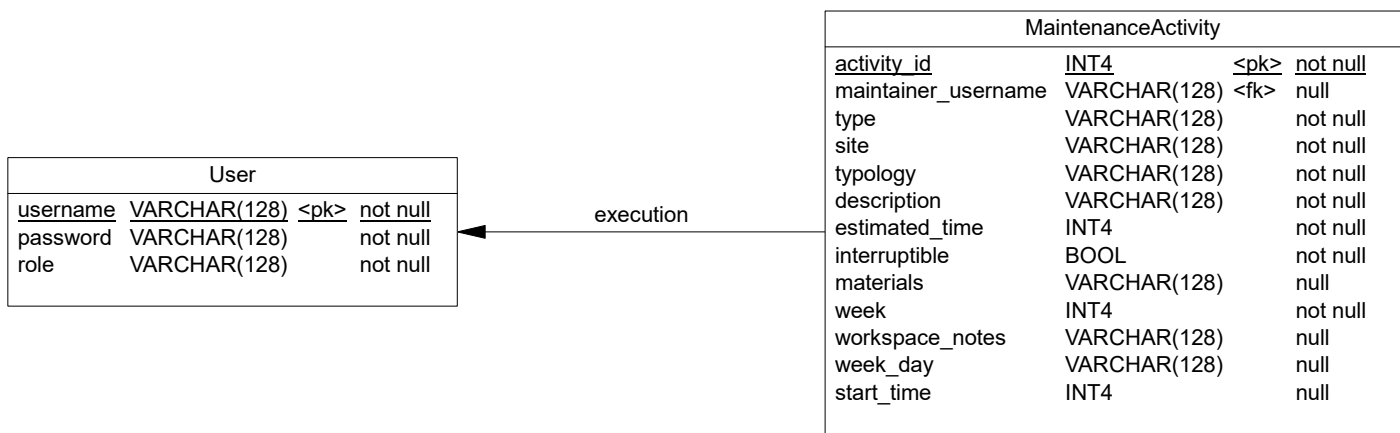 User
username VARCHAR(128) <pk> not null
password VARCHAR(128) not null
role VARCHAR(128) not null
execution
MaintenanceActivity
activity_id INT4 <pk> not null
maintainer_username VARCHAR(128) <fk> null
type VARCHAR(128) not null
site VARCHAR(128) not null
typology VARCHAR(128) not null
description VARCHAR(128) not null
estimated_time INT4 not null
interruptible BOOL not null
materials VARCHAR(128) null
week INT4 not null
workspace_notes VARCHAR(128) null
week_day VARCHAR(128) null
start_time INT4 null